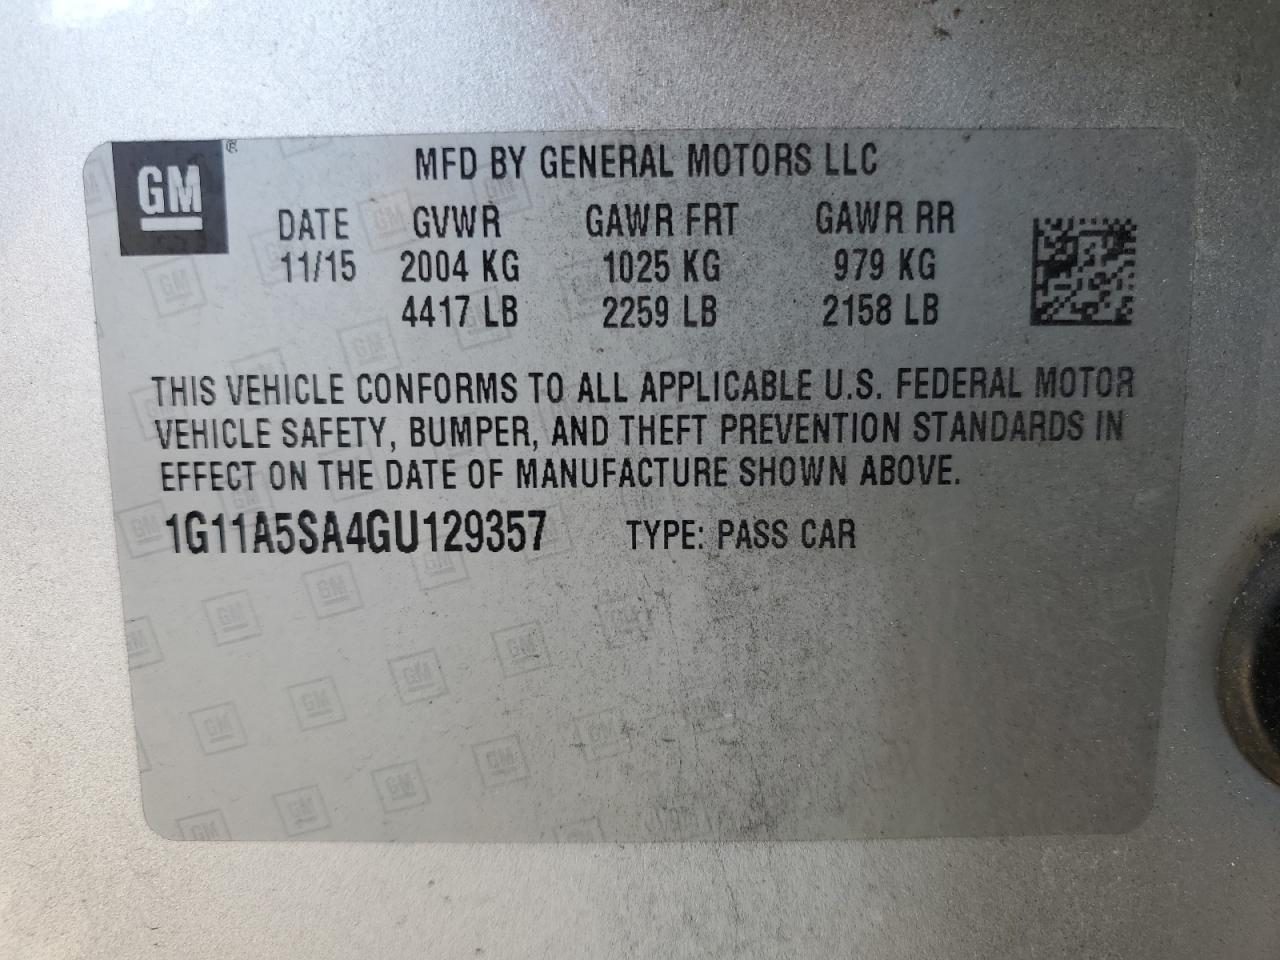 GM ®
MFD BY GENERAL MOTORS LLC
DATE GVWR GAWR FRT GAWR RR
11/15 2004 KG 1025 KG 979 KG
4417 LB 2259 LB 2158 LB
THIS VEHICLE CONFORMS TO ALL APPLICABLE U.S. FEDERAL MOTOR
VEHICLE SAFETY, BUMPER, AND THEFT PREVENTION STANDARDS IN
EFFECT ON THE DATE OF MANUFACTURE SHOWN ABOVE.
1G11A5SA4GU129357 TYPE: PASS CAR